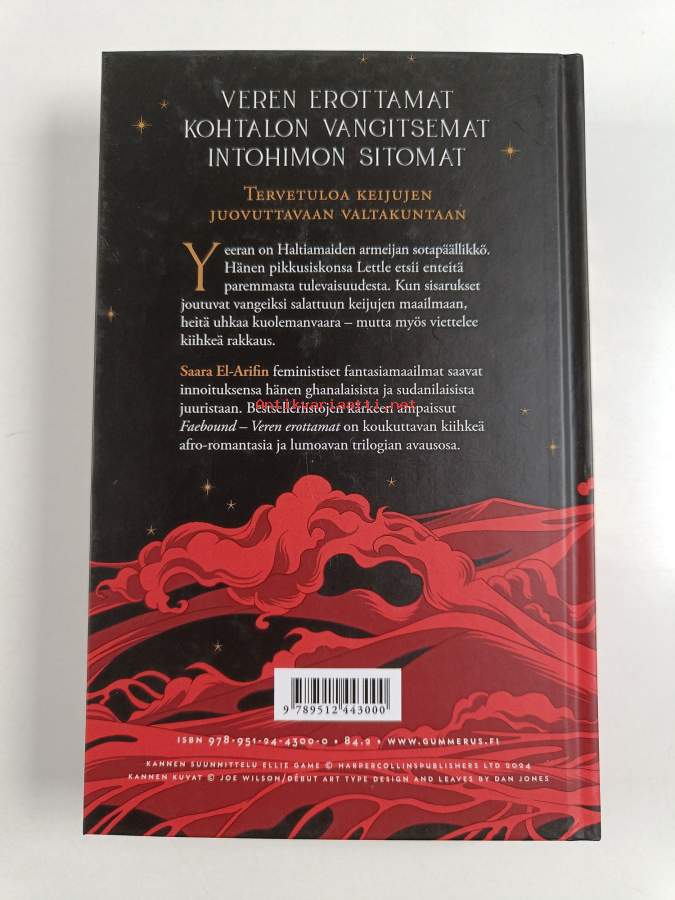 VEREN EROTTAMAT
KOHTALON VANGITSEMAT
INTOHIMON SITOMAT
TERVETULOA KEIJUJEN
JUOVUTTAVAAN VALTAKUNTAAN
Yeeran on Haltiamaiden armeijan sotapäällikkö.
Hänen pikkusiskonsa Lettle etsii enteitä
paremmasta tulevaisuudesta. Kun sisarukset
joutuvat vangeiksi salattuun keijujen maailmaan,
heitä uhkaa kuolemanvaara – mutta myös viettelee
kiihkeä rakkaus.
Saara El-Arifin feministiset fantasiamaailmat saavat
innoituksensa hänen ghanalaisista ja sudanilaisista
juuristaan. Bestsellerlistojen kärkeen ampaissut
Antikvariaatti.net
Faebound – Veren erottamat on koukuttavan kiihkeä
afro-romantasia ja lumoavan trilogian avausosa.
9 789512 443000
ISBN 978-951-24-4300-0 • 84.2 • WWW.GUMMERUS.FI
KANNEN SUUNNITTELU ELLIE GAME © HARPERCOLLINSPUBLISHERS LTD 2024
KANNEN KUVAT © JOE WILSON/DÉBUT ART TYPE DESIGN AND LEAVES BY DAN JONES